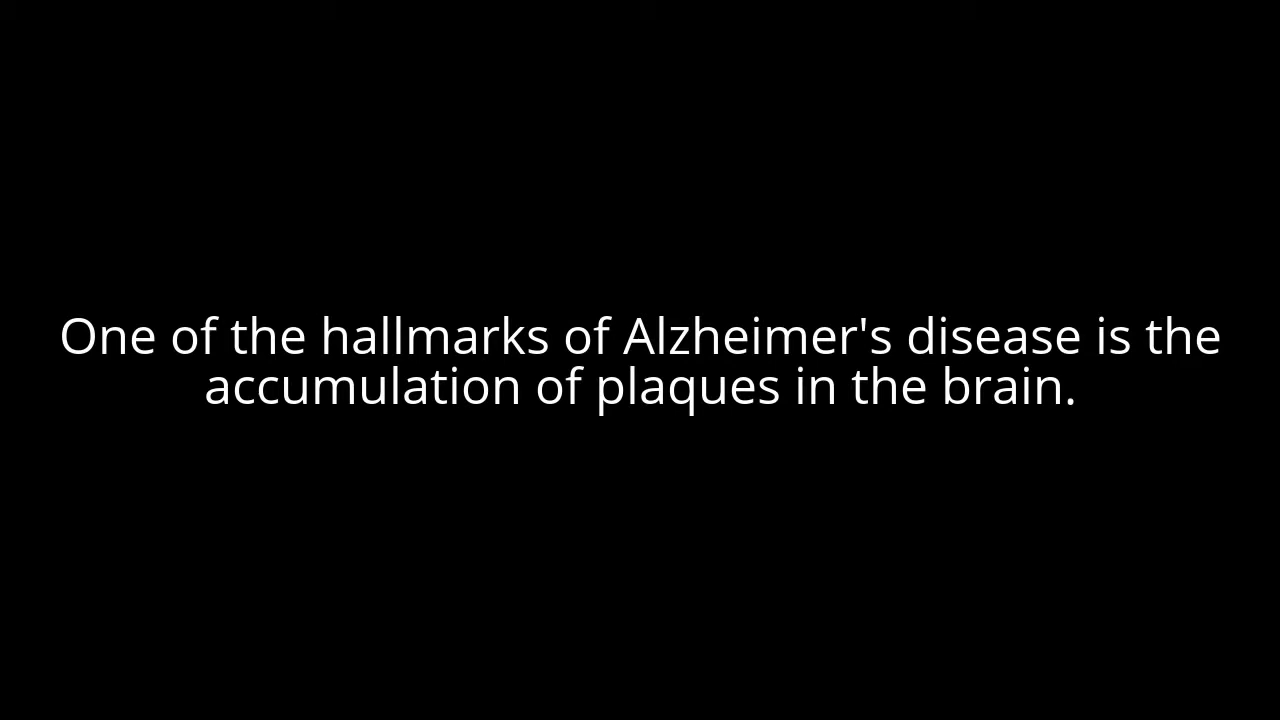 One of the hallmarks of Alzheimer's disease is the
accumulation of plaques in the brain.